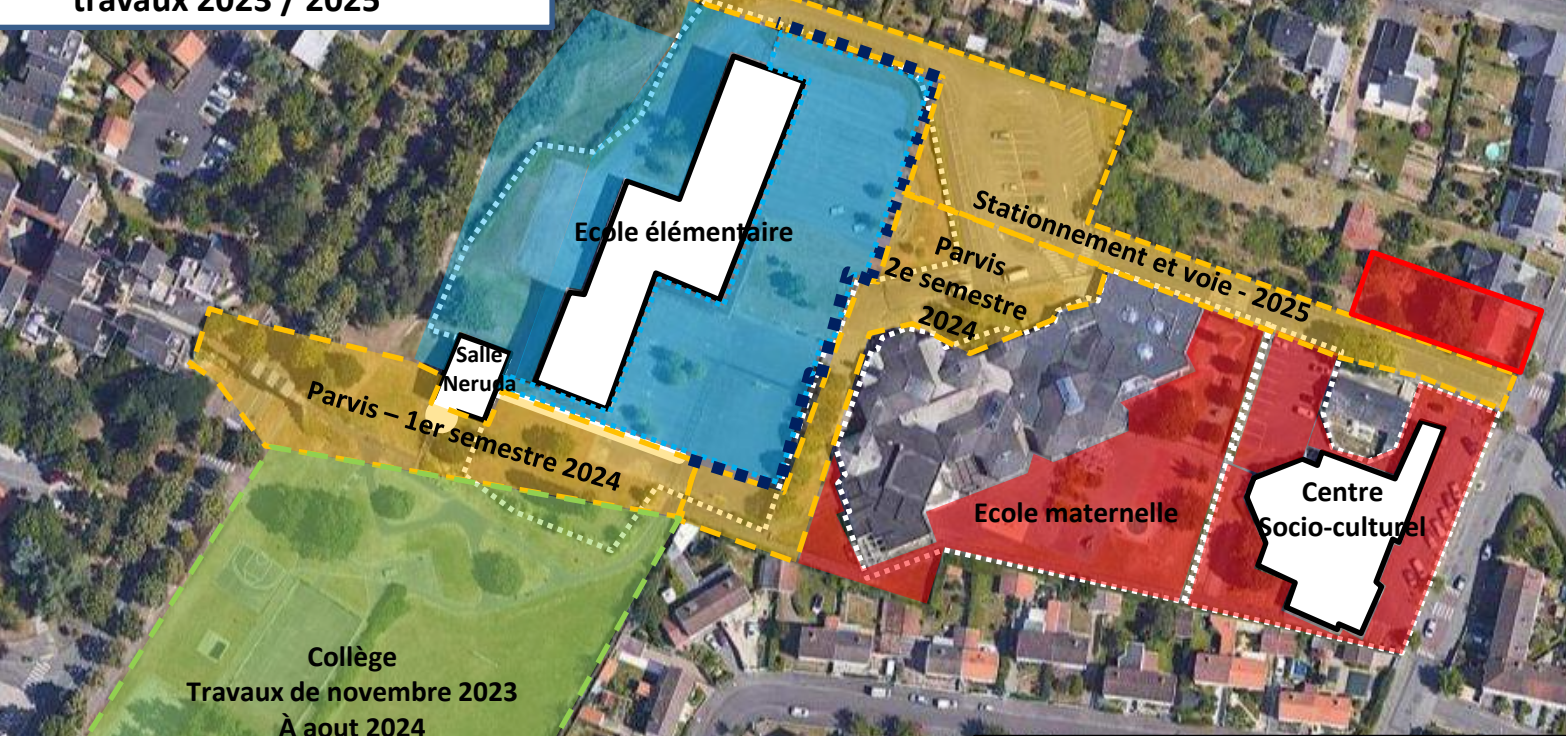 travaux 2023 / 2025
Ecole élémentaire
Stationnement et voie - 2025
Parvis
2e semestre
2024
Salle
Neruda
Parvis – 1er semestre 2024
Ecole maternelle
Centre
Socio-culturel
Collège
Travaux de novembre 2023
À aout 2024